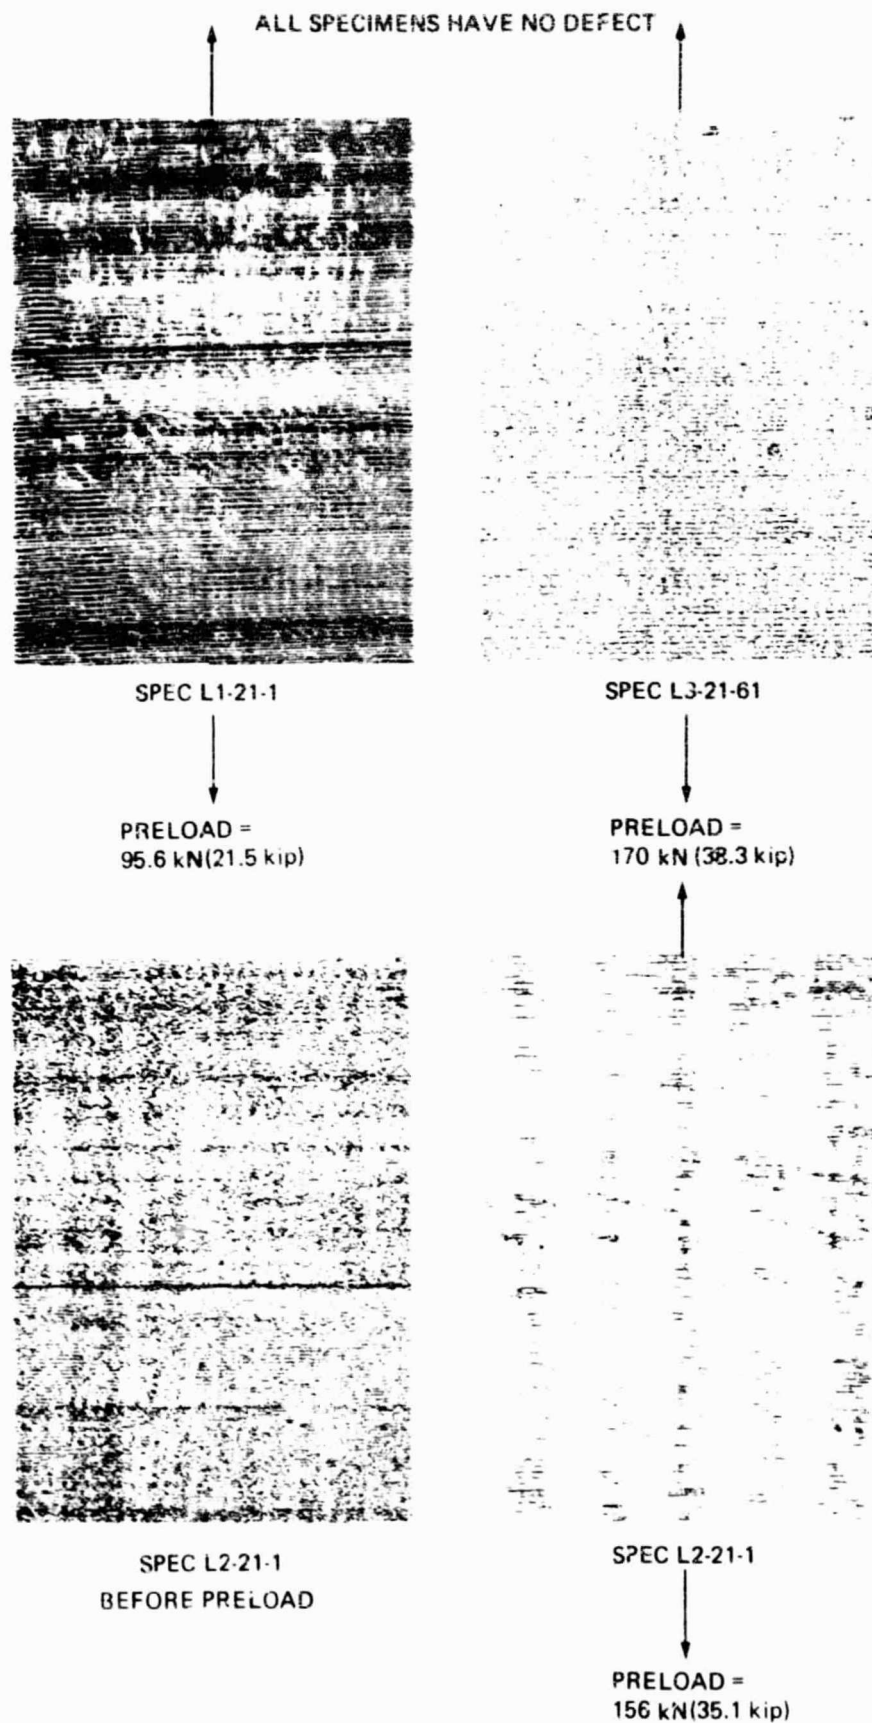 ALL SPECIMENS HAVE NO DEFECT
SPEC L1-21-1
SPEC L3-21-61
PRELOAD =
95.6 kN(21.5 kip)
PRELOAD =
170 kN (38.3 kip)
SPEC L2-21-1
BEFORE PRELOAD
SPEC L2-21-1
PRELOAD =
156 kN(35.1 kip)